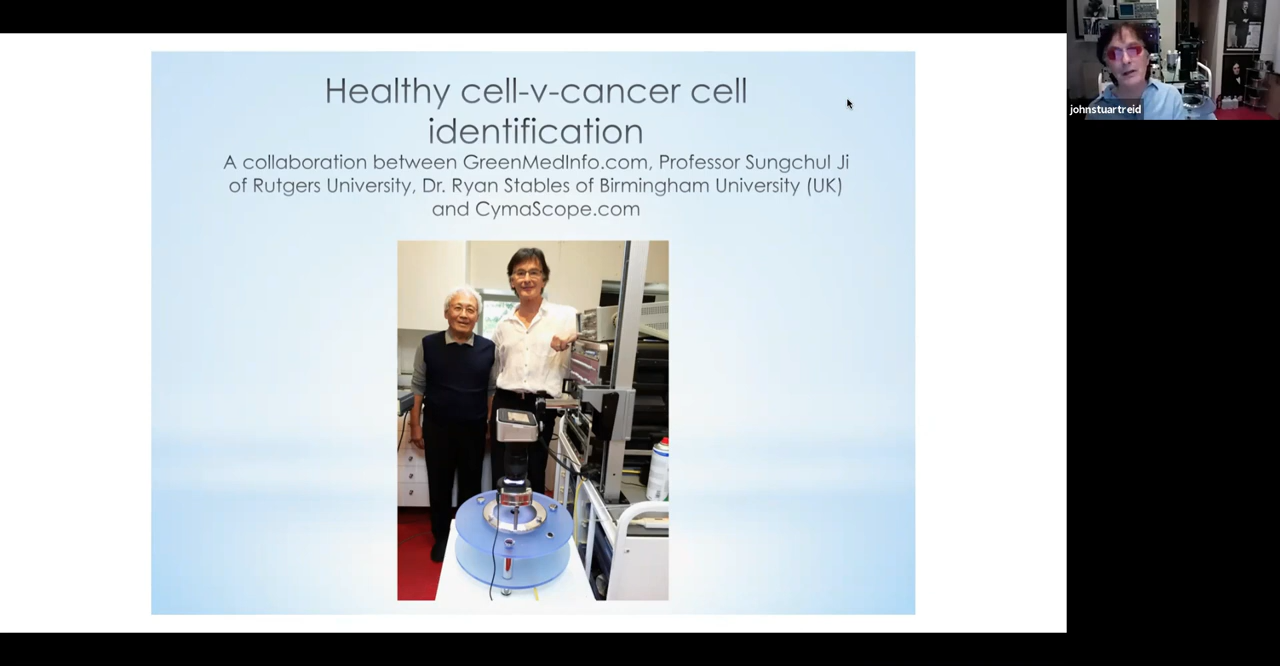 Healthy cell-v-cancer cell
identification
A collaboration between GreenMedInfo.com, Professor Sungchul Ji
of Rutgers University, Dr. Ryan Stables of Birmingham University (UK)
and CymaScope.com
johnstuartreid